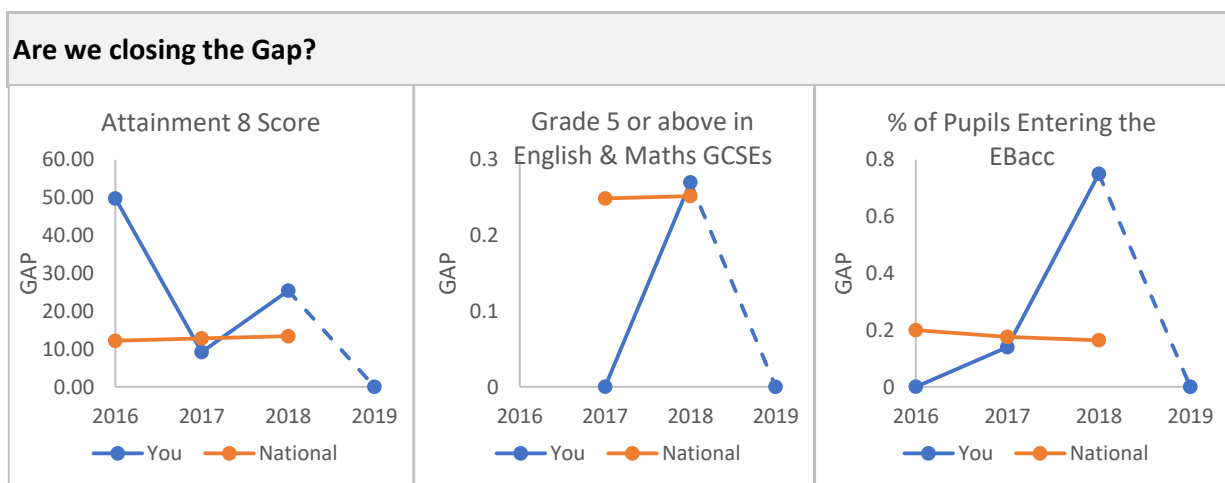 Are we closing the Gap?
Attainment 8 Score
60.00
50.00
40.00
30.00
20.00
10.00
0.00
GAP
2016 2017 2018 2019
You National
Grade 5 or above in
English & Maths GCSEs
0.3
0.2
0.1
0
GAP
2016 2017 2018 2019
You National
% of Pupils Entering the
EBacc
0.8
0.6
0.4
0.2
0
GAP
2016 2017 2018 2019
You National